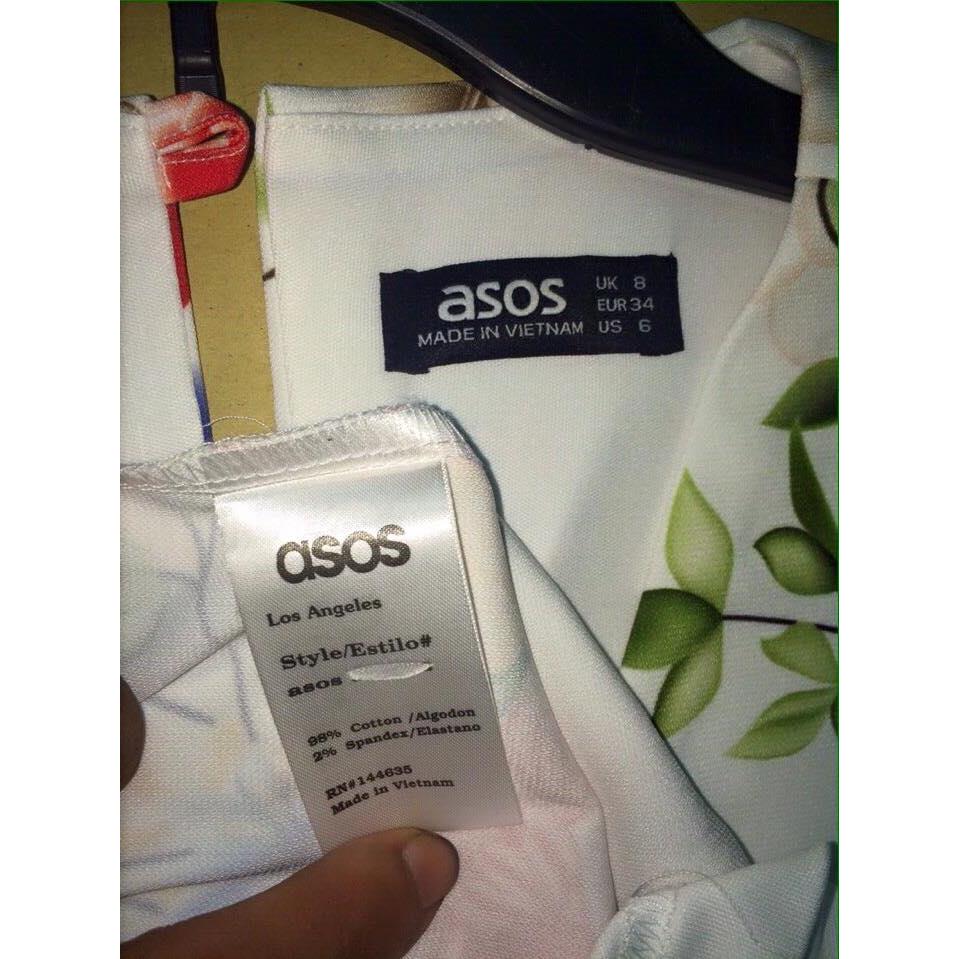 asos
MADE IN VIETNAM
UK 8
EUR 34
US 6
asos
Los Angeles
Style/Estilo#
asos
98% Cotton /Algodon
2% Spandex/Elastano
RN#144635
Made in Vietnam